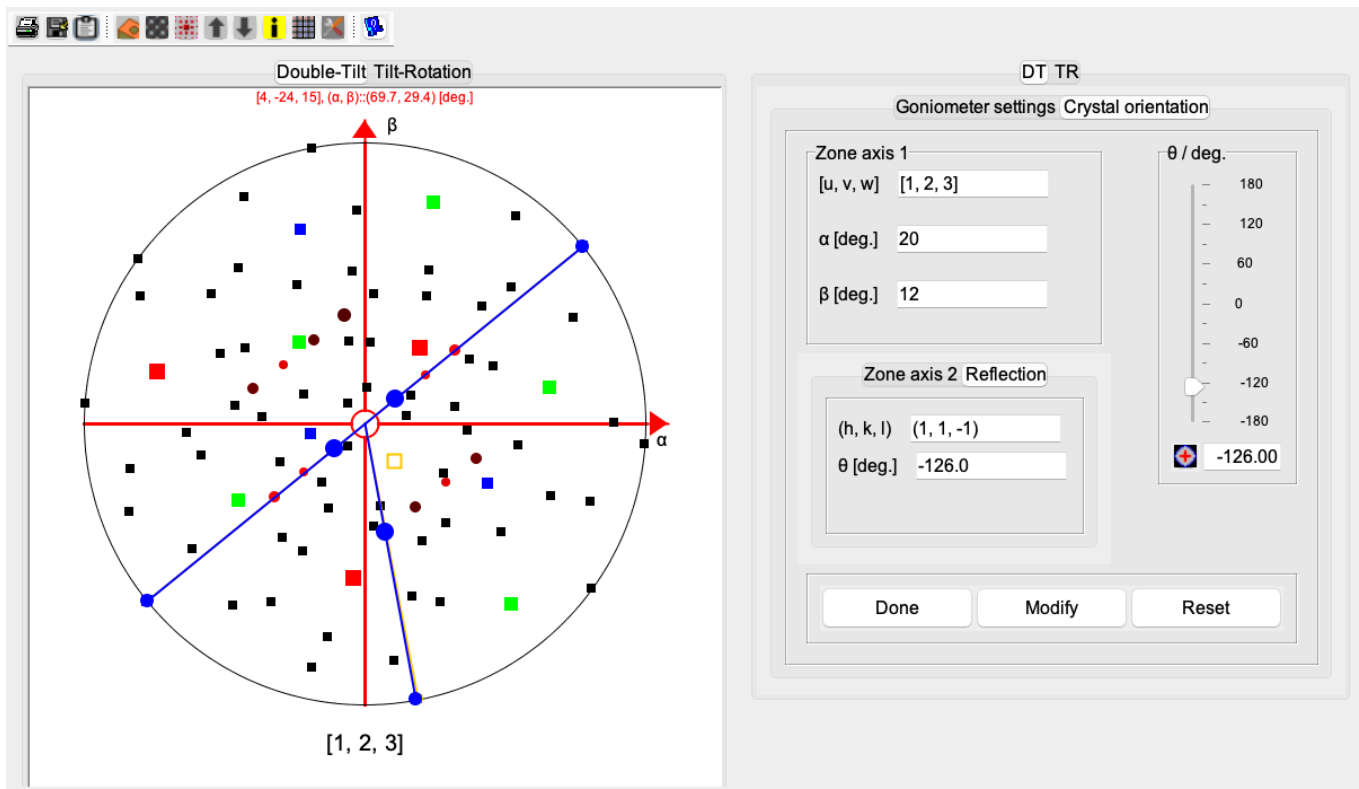 Double-Tilt Tilt-Rotation
[4, -24, 15], (α, β)::(69.7, 29.4) [deg.]
β
α
[1, 2, 3]
DT TR
Goniometer settings Crystal orientation
Zone axis 1
[u, v, w] [1, 2, 3]
α [deg.] 20
β [deg.] 12
Zone axis 2 Reflection
(h, k, l) (1, 1, -1)
θ [deg.] -126.0
θ / deg.
180
120
60
0
-60
-120
-180
-126.00
Done Modify Reset